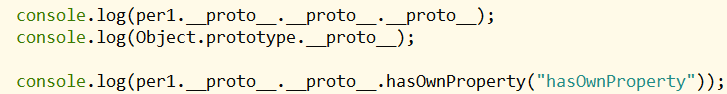 console.log(per1.__proto__.__proto__.__proto__);
console.log(Object.prototype.__proto__);
console.log(per1.__proto__.__proto__.hasOwnProperty("hasOwnProperty"));